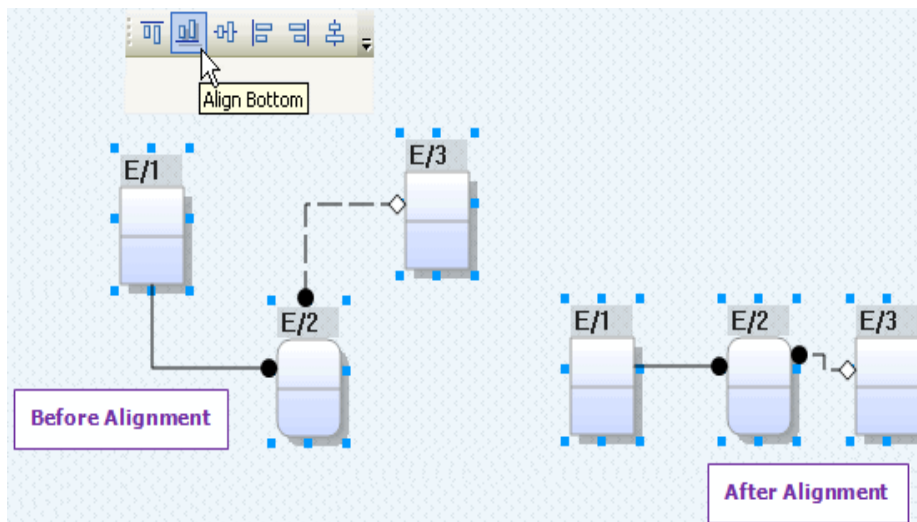 Align Bottom
E/1
E/3
E/2
Before Alignment
E/1
E/2
E/3
After Alignment